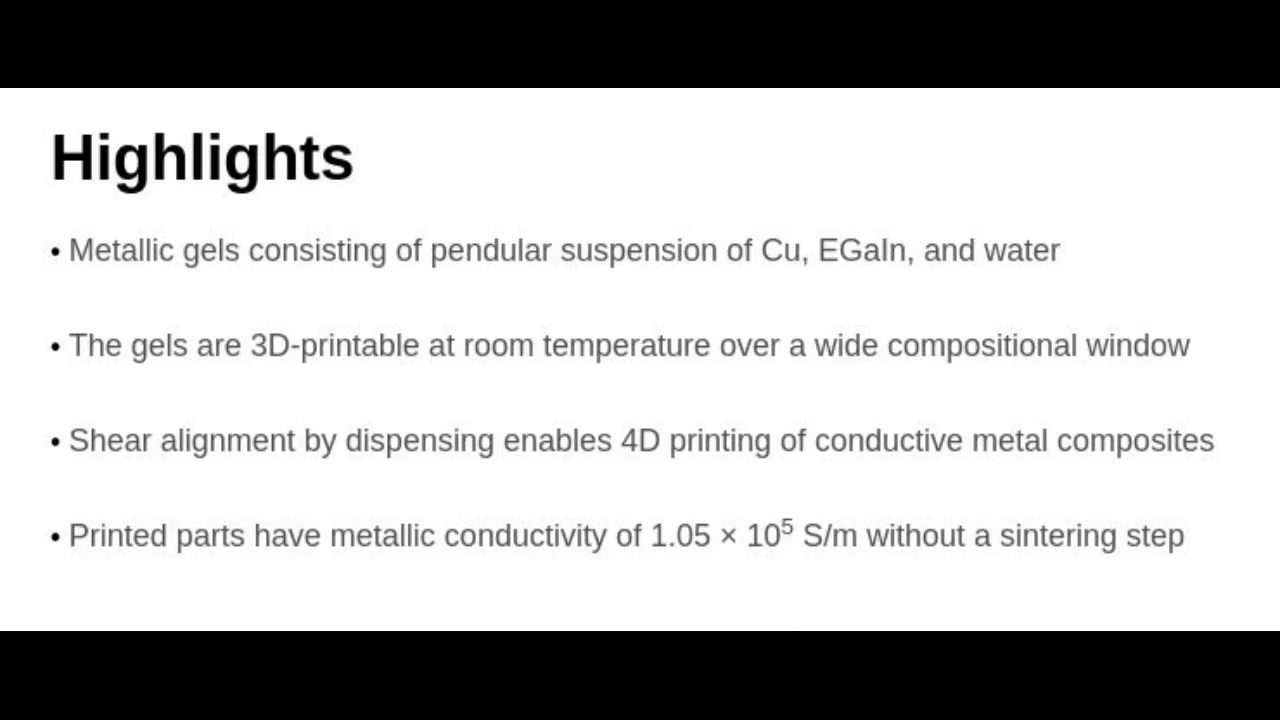 Highlights
• Metallic gels consisting of pendular suspension of Cu, EGaIn, and water
• The gels are 3D-printable at room temperature over a wide compositional window
• Shear alignment by dispensing enables 4D printing of conductive metal composites
• Printed parts have metallic conductivity of 1.05 × 10⁵ S/m without a sintering step